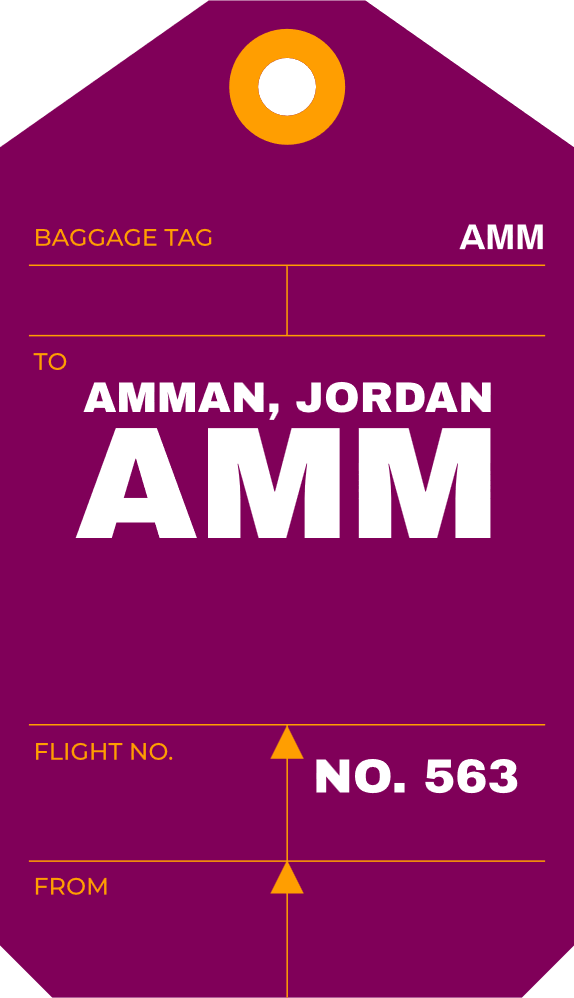 BAGGAGE TAG AMM
TO
AMMAN, JORDAN
AMM
FLIGHT NO. NO. 563
FROM